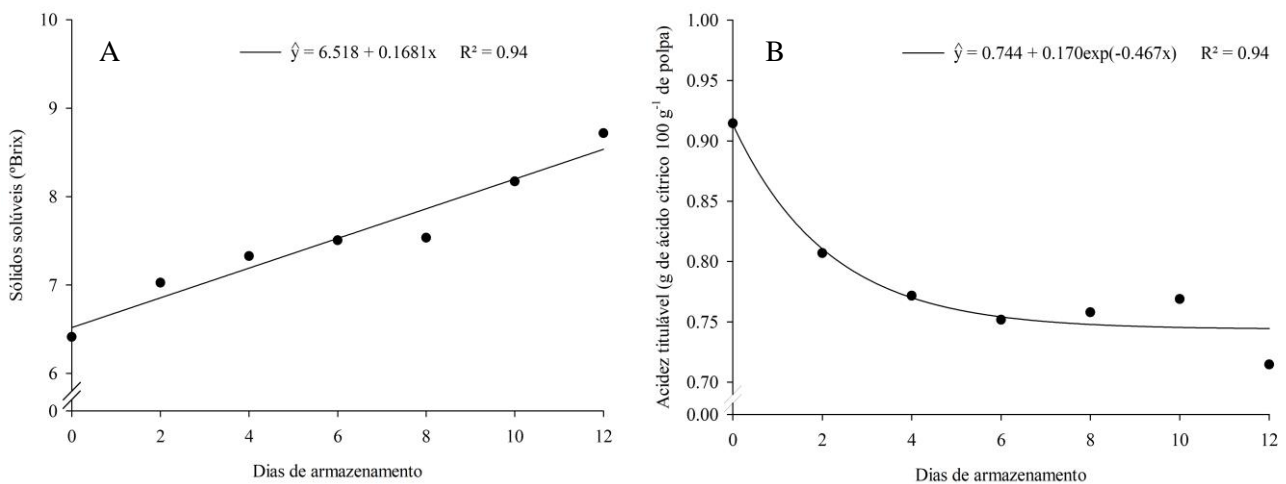 A
ŷ = 6.518 + 0.1681x R² = 0.94
Sólidos solúveis (ºBrix)
10
9
8
7
6
0
0 2 4 6 8 10 12
Dias de armazenamento
B
ŷ = 0.744 + 0.170exp(-0.467x) R² = 0.94
Acidez titulável (g de ácido cítrico 100 g⁻¹ de polpa)
1.00
0.95
0.90
0.85
0.80
0.75
0.70
0.00
0 2 4 6 8 10 12
Dias de armazenamento